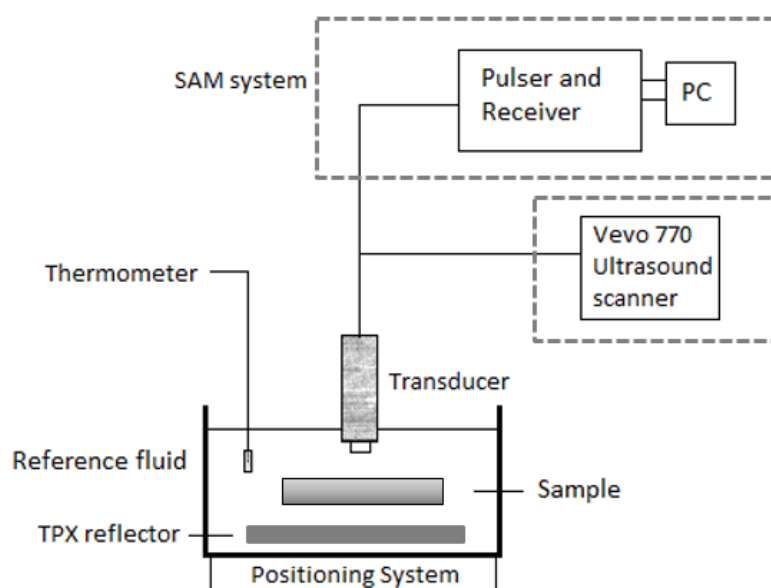 SAM system
Pulser and
Receiver
PC
Vevo 770
Ultrasound
scanner
Thermometer
Transducer
Reference fluid
Sample
TPX reflector
Positioning System